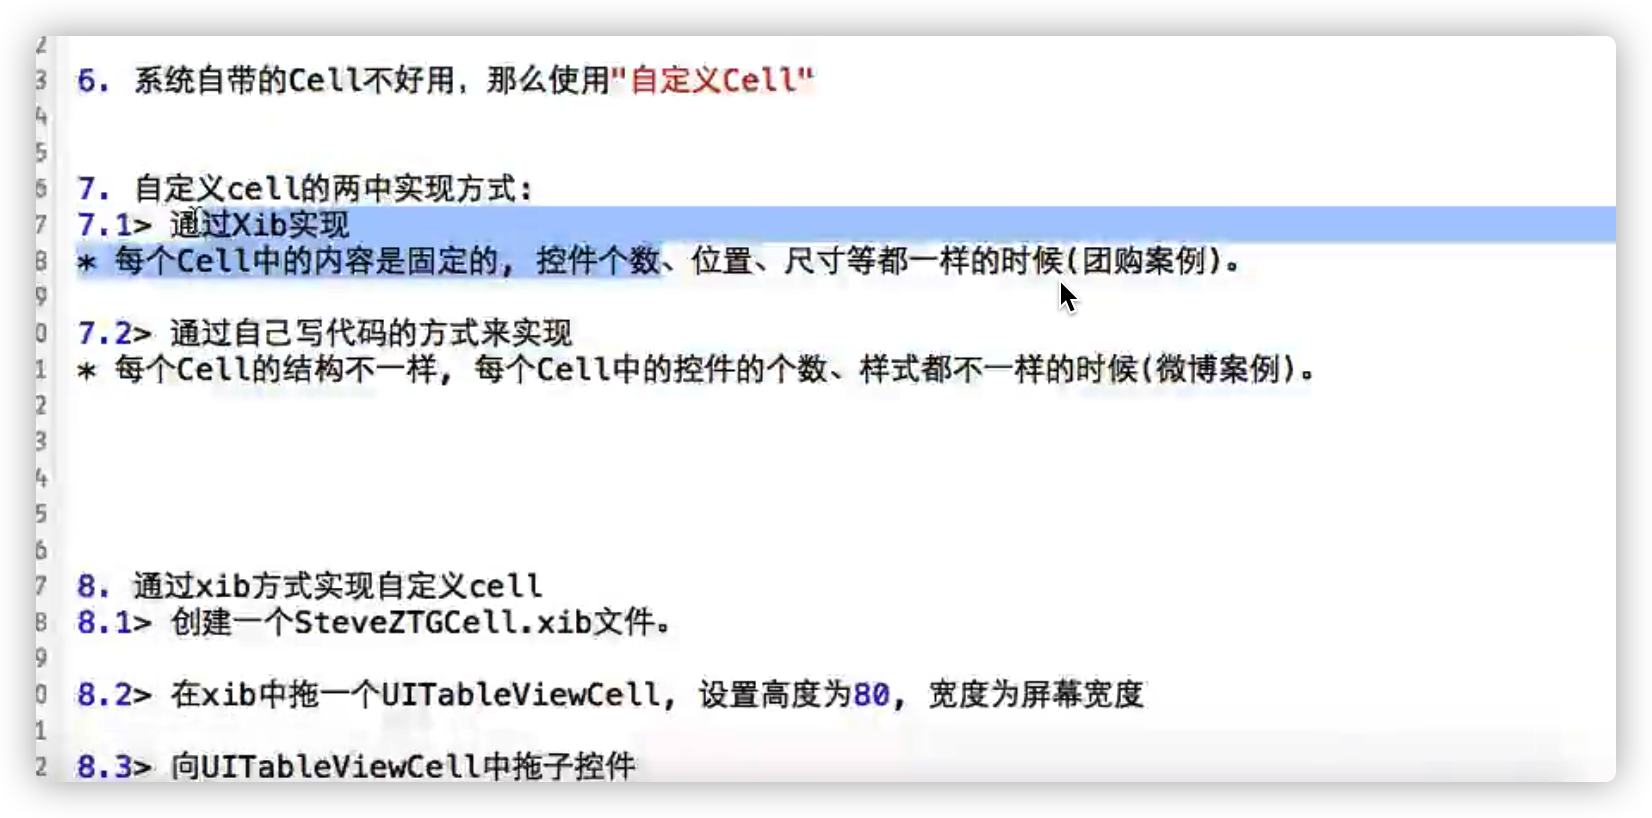 2
3 6. 系统自带的Cell不好用，那么使用"自定义Cell"
4
5
6 7. 自定义cell的两中实现方式：
7 7.1> 通过Xib实现
8 * 每个Cell中的内容是固定的, 控件个数、位置、尺寸等都一样的时候(团购案例)。
9
0 7.2> 通过自己写代码的方式来实现
1 * 每个Cell的结构不一样, 每个Cell中的控件的个数、样式都不一样的时候(微博案例)。
2
3
4
5
6
7 8. 通过xib方式实现自定义cell
8 8.1> 创建一个SteveZTGCell.xib文件。
9
0 8.2> 在xib中拖一个UITableViewCell, 设置高度为80, 宽度为屏幕宽度
1
2 8.3> 向UITableViewCell中拖子控件